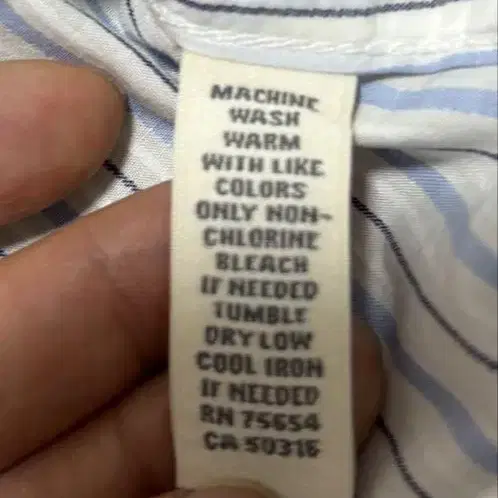 MACHINE
WASH
WARM
WITH LIKE
COLORS
ONLY NON-
CHLORINE
BLEACH
IF NEEDED
TUMBLE
DRY LOW
COOL IRON
IF NEEDED
RN 75654
CA 50316